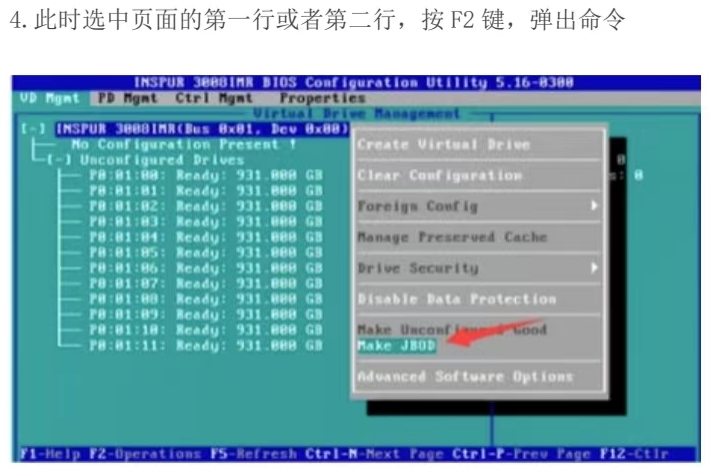 4.此时选中页面的第一行或者第二行，按 F2 键，弹出命令
INSPUR 3008IMR BIOS Configuration Utility 5.16-0300
VD Mgmt PD Mgmt Ctrl Mgmt Properties
Virtual Drive Management
[-] INSPUR 3008IMR(Bus 0x01, Dev 0x00)
No Configuration Present !
[-] Unconfigured Drives
P0:01:00: Ready: 931.000 GB
P0:01:01: Ready: 931.000 GB
P0:01:02: Ready: 931.000 GB
P0:01:03: Ready: 931.000 GB
P0:01:04: Ready: 931.000 GB
P0:01:05: Ready: 931.000 GB
P0:01:06: Ready: 931.000 GB
P0:01:07: Ready: 931.000 GB
P0:01:08: Ready: 931.000 GB
P0:01:09: Ready: 931.000 GB
P0:01:10: Ready: 931.000 GB
P0:01:11: Ready: 931.000 GB
Create Virtual Drive
Clear Configuration
Foreign Config
Manage Preserved Cache
Drive Security
Disable Data Protection
Make Unconfigured Good
Make JBOD
Advanced Software Options
0
s: 0
F1-Help F2-Operations F5-Refresh Ctrl-N-Next Page Ctrl-P-Prev Page F12-Ctlr